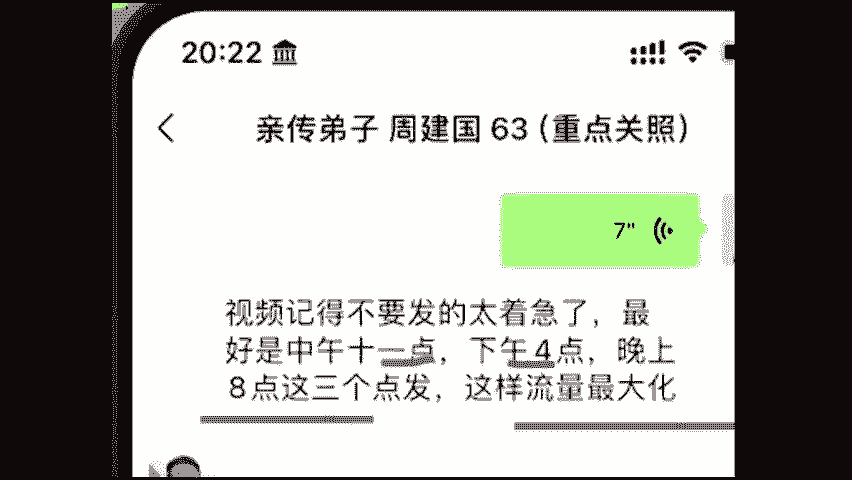 20:22
亲传弟子 周建国 63（重点关照）
7"
视频记得不要发的太着急了，最
好是中午十一点，下午4点，晚上
8点这三个点发，这样流量最大化